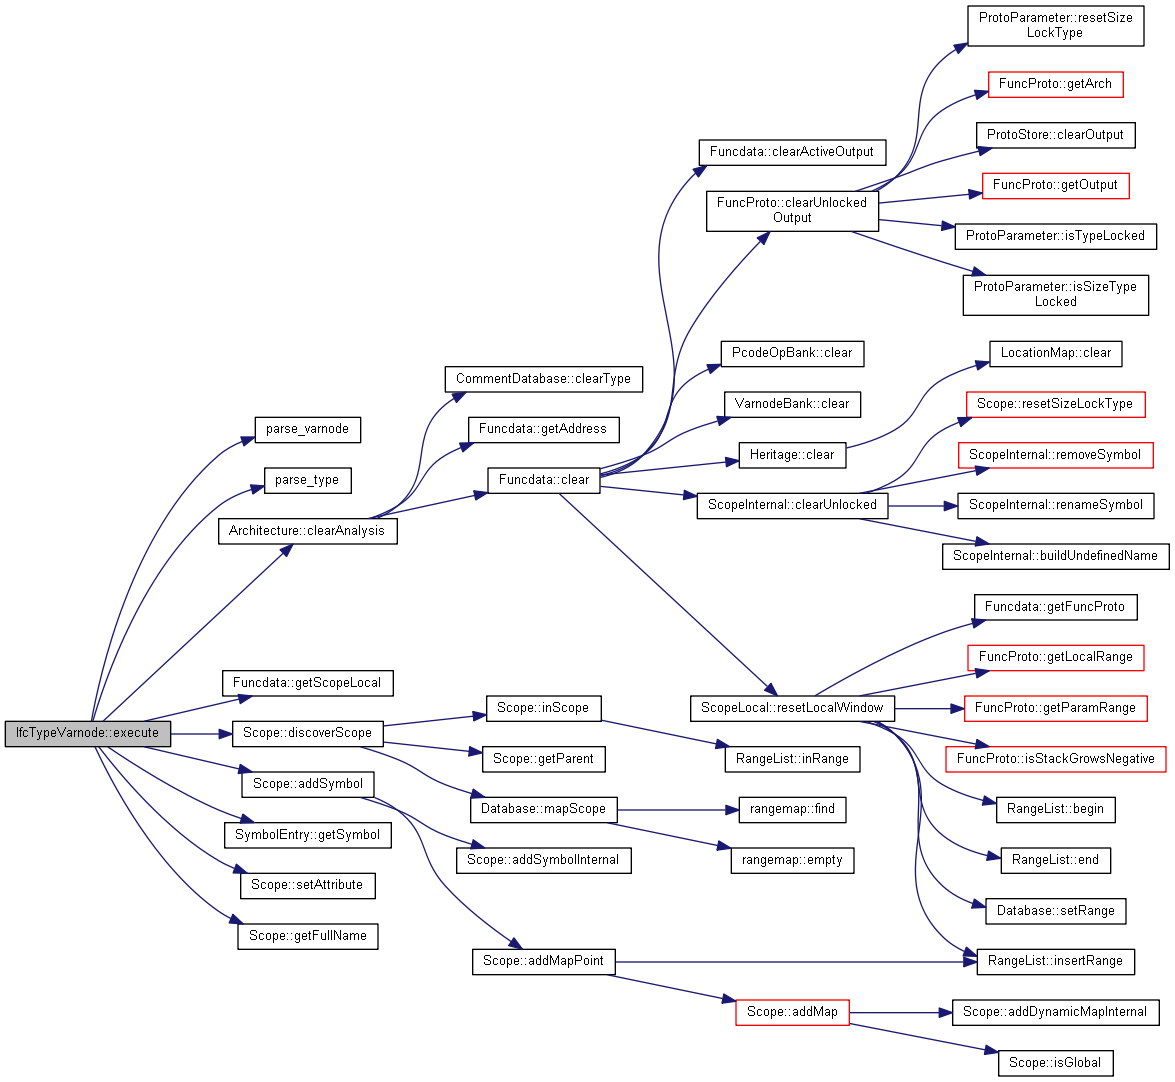 ProtoParameter::resetSize
LockType
FuncProto::getArch
ProtoStore::clearOutput
Funcdata::clearActiveOutput
FuncProto::getOutput
FuncProto::clearUnlocked
Output
ProtoParameter::isTypeLocked
ProtoParameter::isSizeType
Locked
PcodeOpBank::clear
LocationMap::clear
CommentDatabase::clearType
VarnodeBank::clear
Scope::resetSizeLockType
parse_varnode
Funcdata::getAddress
Heritage::clear
ScopeInternal::removeSymbol
parse_type
Funcdata::clear
ScopeInternal::clearUnlocked
ScopeInternal::renameSymbol
Architecture::clearAnalysis
ScopeInternal::buildUndefinedName
Funcdata::getFuncProto
FuncProto::getLocalRange
Funcdata::getScopeLocal
Scope::inScope
ScopeLocal::resetLocalWindow
FuncProto::getParamRange
IfcTypeVarnode::execute
Scope::discoverScope
Scope::getParent
RangeList::inRange
FuncProto::isStackGrowsNegative
Scope::addSymbol
Database::mapScope
rangemap::find
RangeList::begin
SymbolEntry::getSymbol
Scope::addSymbolInternal
rangemap::empty
RangeList::end
Scope::setAttribute
Database::setRange
Scope::getFullName
Scope::addMapPoint
RangeList::insertRange
Scope::addMap
Scope::addDynamicMapInternal
Scope::isGlobal